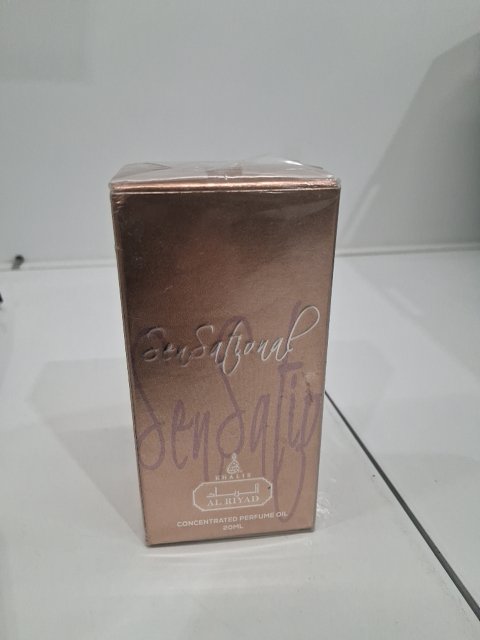 Sensational
Sensatio
KHALIS
الرياض
AL RIYAD
CONCENTRATED PERFUME OIL
20ML